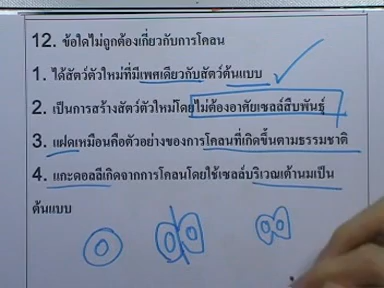 12. ข้อใดไม่ถูกต้องเกี่ยวกับการโคลน
1. ได้สัตว์ตัวใหม่ที่มีเพศเดียวกับสัตว์ต้นแบบ
2. เป็นการสร้างสัตว์ตัวใหม่โดยไม่ต้องอาศัยเซลล์สืบพันธุ์
3. แฝดเหมือนคือตัวอย่างของการโคลนที่เกิดขึ้นตามธรรมชาติ
4. แกะดอลลีเกิดจากการโคลนโดยใช้เซลล์บริเวณเต้านมเป็น
ต้นแบบ